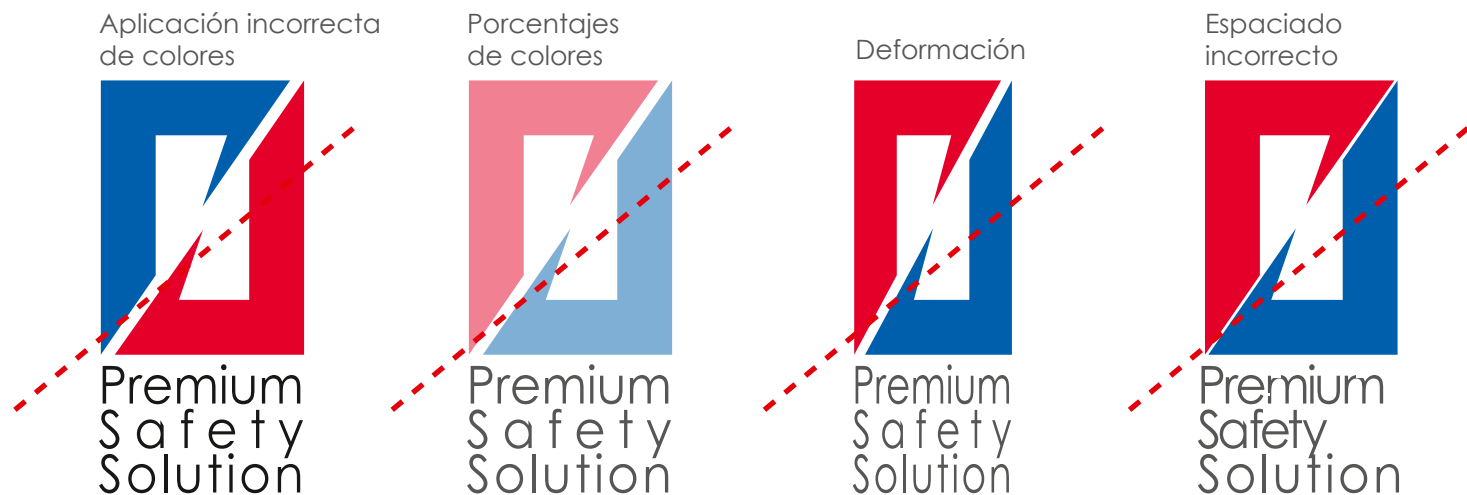 Aplicación incorrecta
de colores
Premium
Safety
Solution
Porcentajes
de colores
Premium
Safety
Solution
Deformación
Premium
Safety
Solution
Espaciado
incorrecto
Premium
Safety
Solution